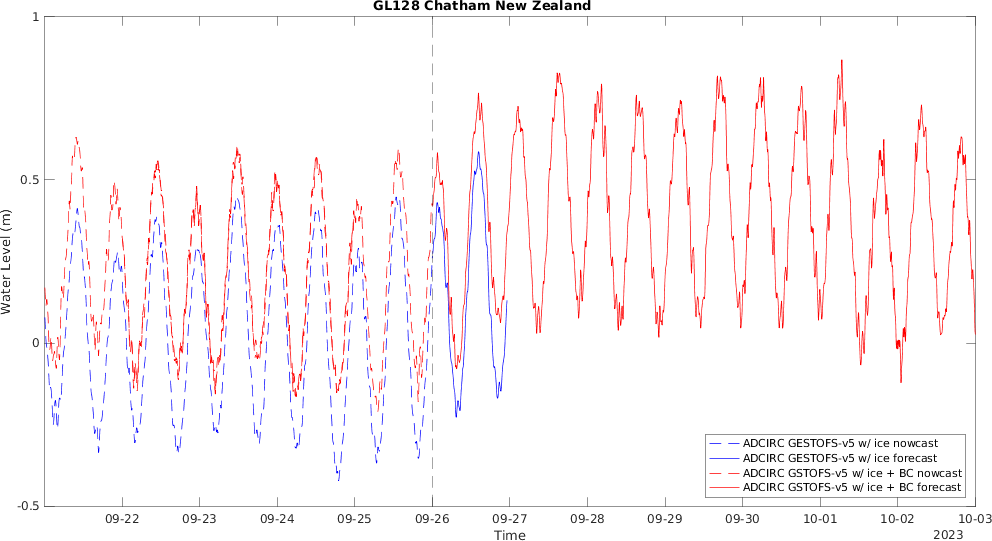 GL128 Chatham New Zealand
1
0.5
0
-0.5
Water Level (m)
09-22 09-23 09-24 09-25 09-26 09-27 09-28 09-29 09-30 10-01 10-02 10-03
Time
2023
ADCIRC GESTOFS-v5 w/ ice nowcast
ADCIRC GESTOFS-v5 w/ ice forecast
ADCIRC GSTOFS-v5 w/ ice + BC nowcast
ADCIRC GSTOFS-v5 w/ ice + BC forecast